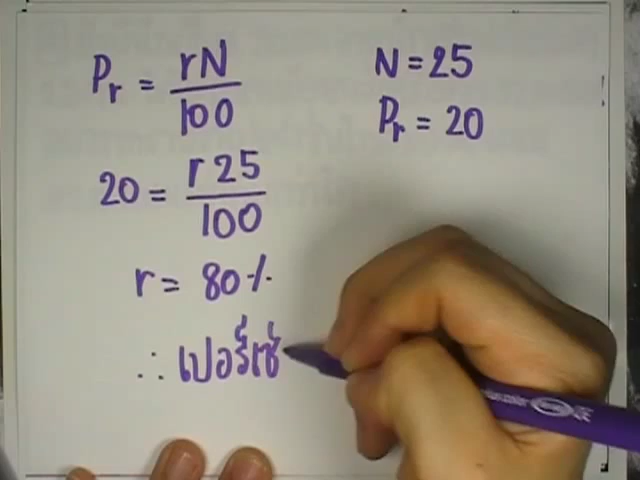 Pr = rN/100
N = 25
Pr = 20
20 = r25/100
r = 80%
∴ เปอร์เซ็